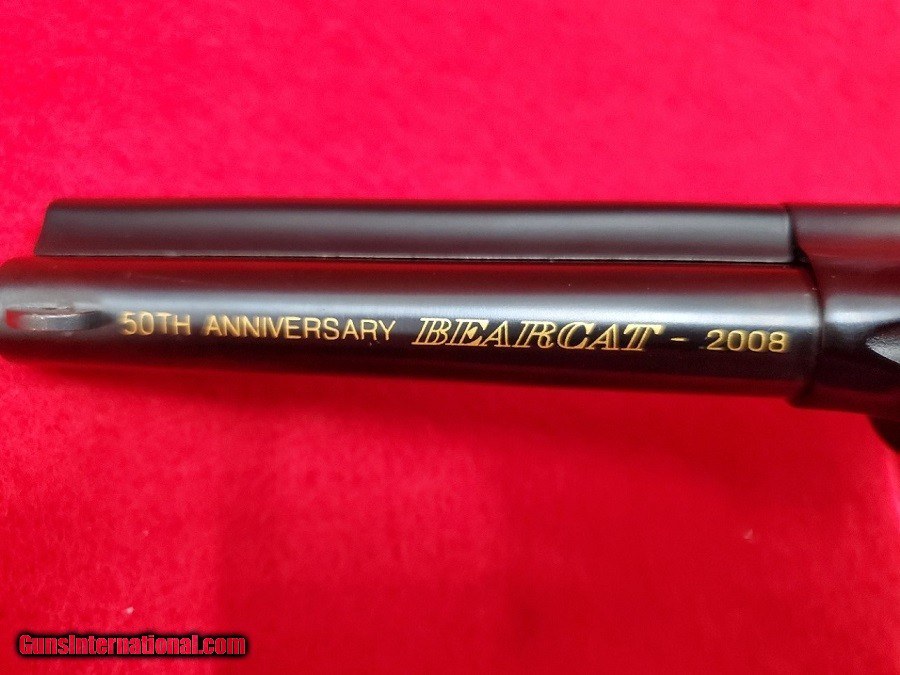 50TH ANNIVERSARY BEARCAT - 2008
GunsInternational.com